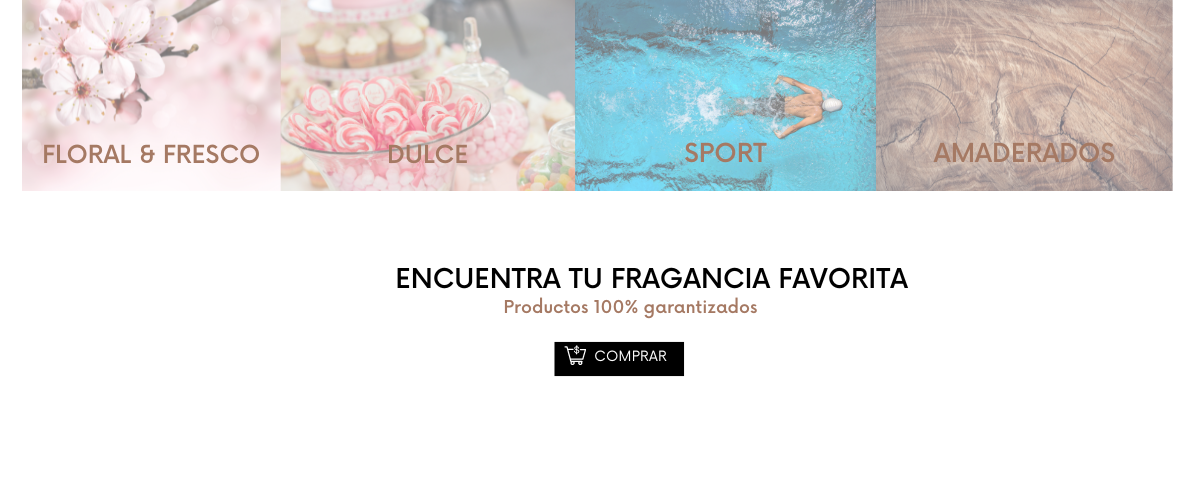 FLORAL & FRESCO
DULCE
SPORT
AMADERADOS
ENCUENTRA TU FRAGANCIA FAVORITA
Productos 100% garantizados
COMPRAR